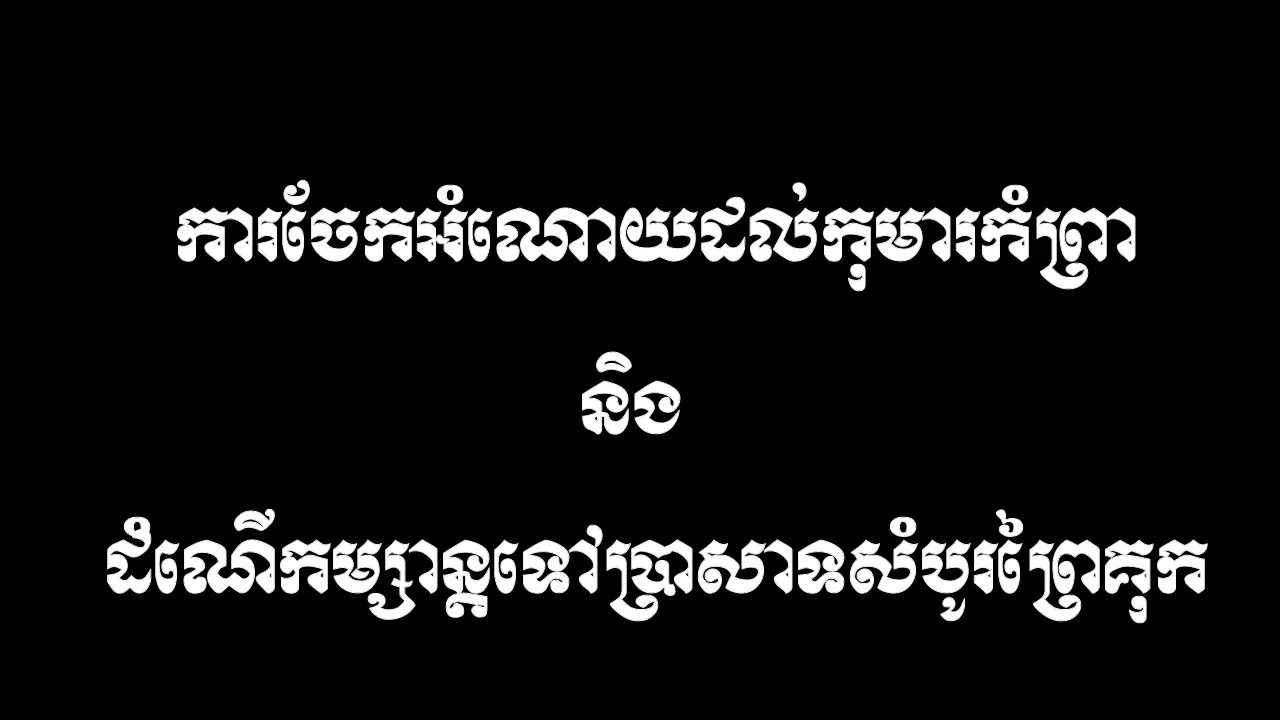 ការចែកអំណោយដល់កុមារកំព្រា
និង
ដំណើកម្សាន្តទៅប្រាសាទសំបូរព្រៃគុក